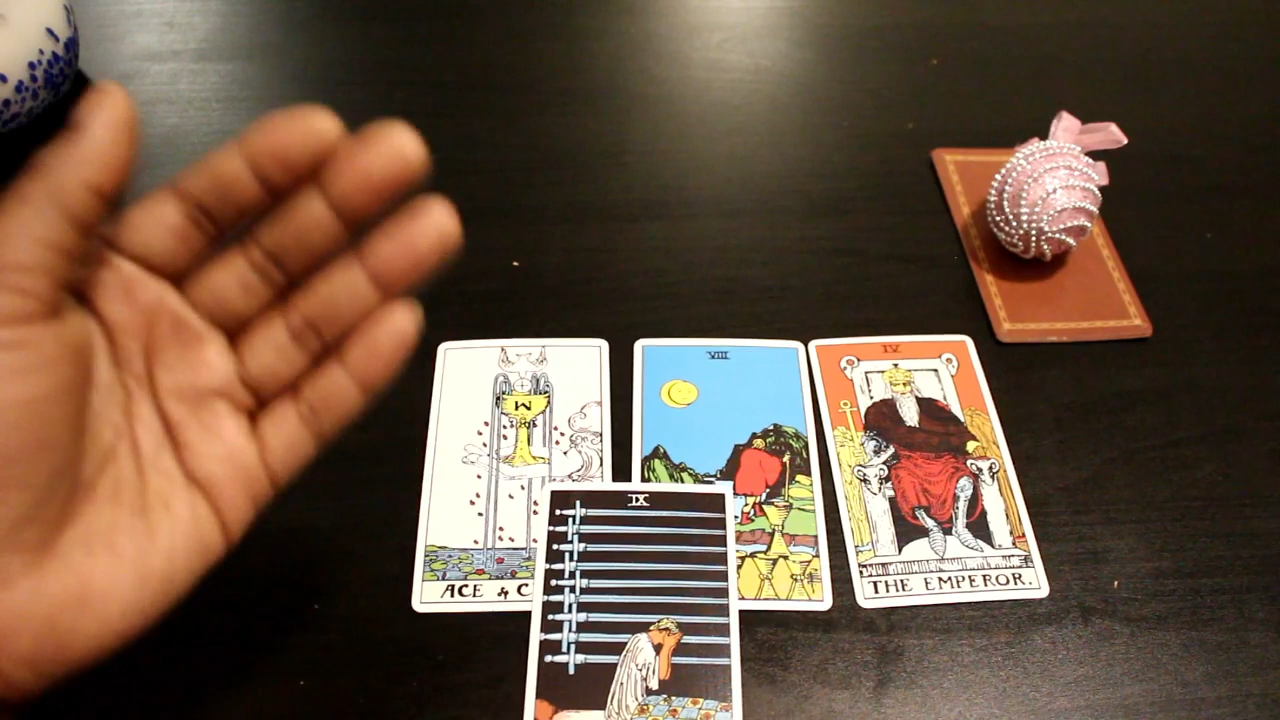 ACE & C
VIII
IV
THE EMPEROR.
IX